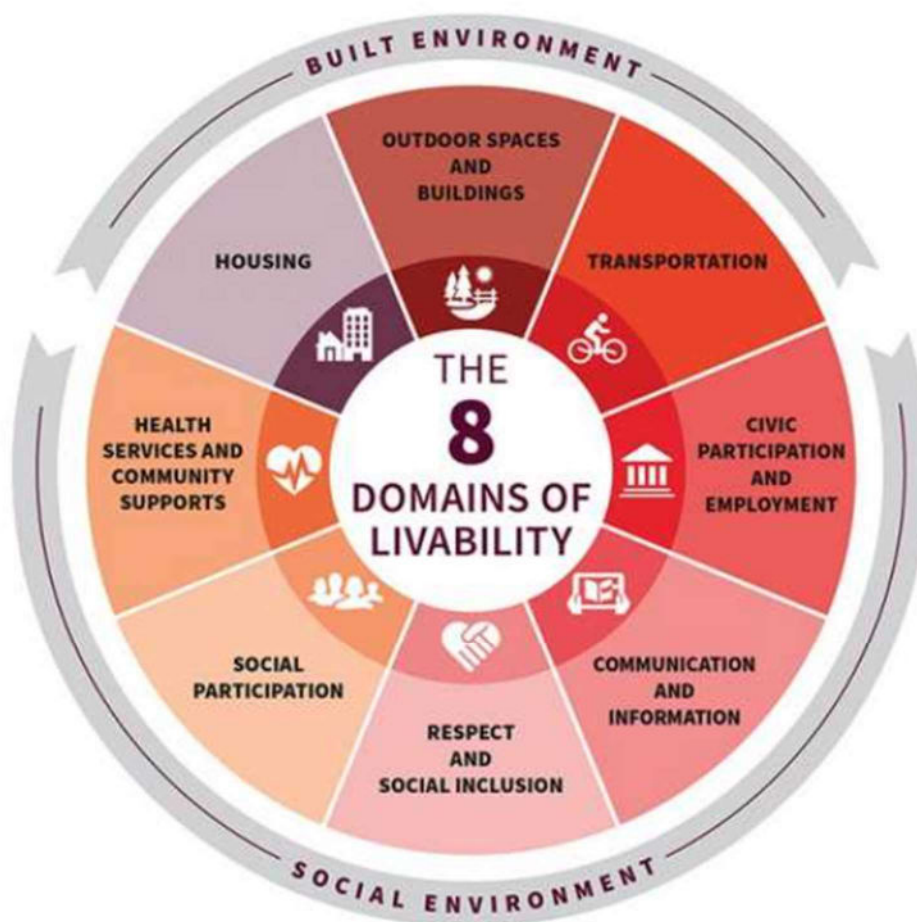 BUILT ENVIRONMENT
OUTDOOR SPACES
AND
BUILDINGS
HOUSING
TRANSPORTATION
THE
8
DOMAINS OF
LIVABILITY
HEALTH
SERVICES AND
COMMUNITY
SUPPORTS
CIVIC
PARTICIPATION
AND
EMPLOYMENT
SOCIAL
PARTICIPATION
COMMUNICATION
AND
INFORMATION
RESPECT
AND
SOCIAL INCLUSION
SOCIAL ENVIRONMENT